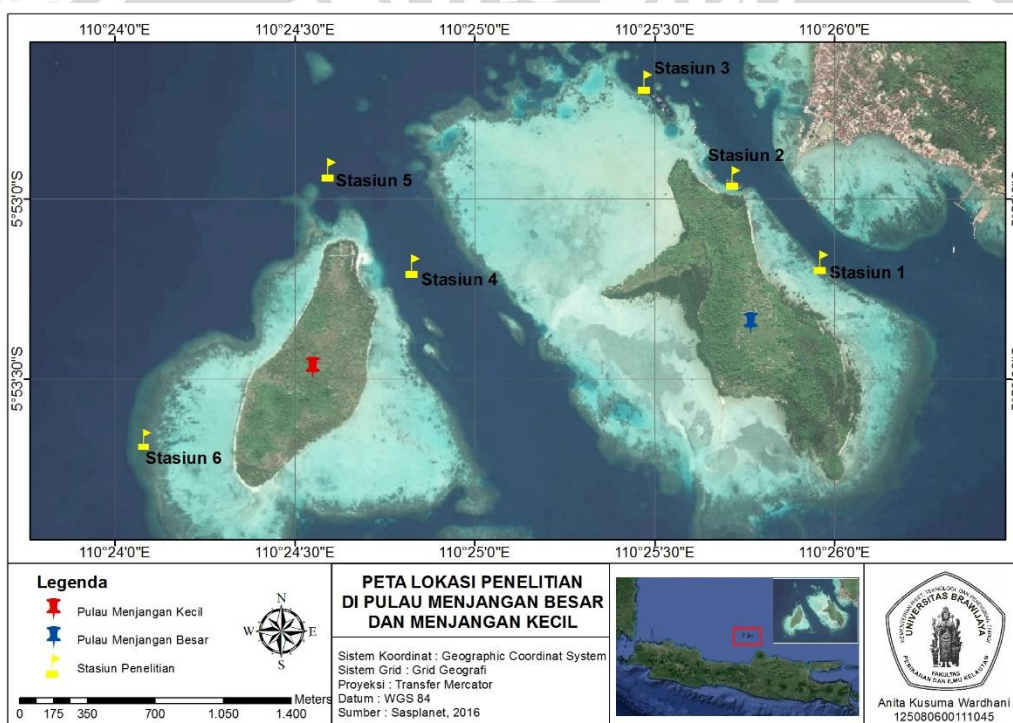 110°24'0"E 110°24'30"E 110°25'0"E 110°25'30"E 110°26'0"E
Stasiun 3
Stasiun 2
Stasiun 5
5°53'0"S
Stasiun 1
Stasiun 4
5°53'30"S
Stasiun 6
110°24'0"E 110°24'30"E 110°25'0"E 110°25'30"E 110°26'0"E
Legenda
Pulau Menjangan Kecil
Pulau Menjangan Besar
Stasiun Penelitian
N
W E
S
0 175 350 700 1.050 1.400 Meters
PETA LOKASI PENELITIAN
DI PULAU MENJANGAN BESAR
DAN MENJANGAN KECIL
Sistem Koordinat : Geographic Coordinat System
Sistem Grid : Grid Geografi
Proyeksi : Transfer Mercator
Datum : WGS 84
Sumber : Sasplanet, 2016
UNIVERSITAS BRAWIJAYA
FAKULTAS
PERIKANAN DAN ILMU KELAUTAN
Anita Kusuma Wardhani
125080600111045